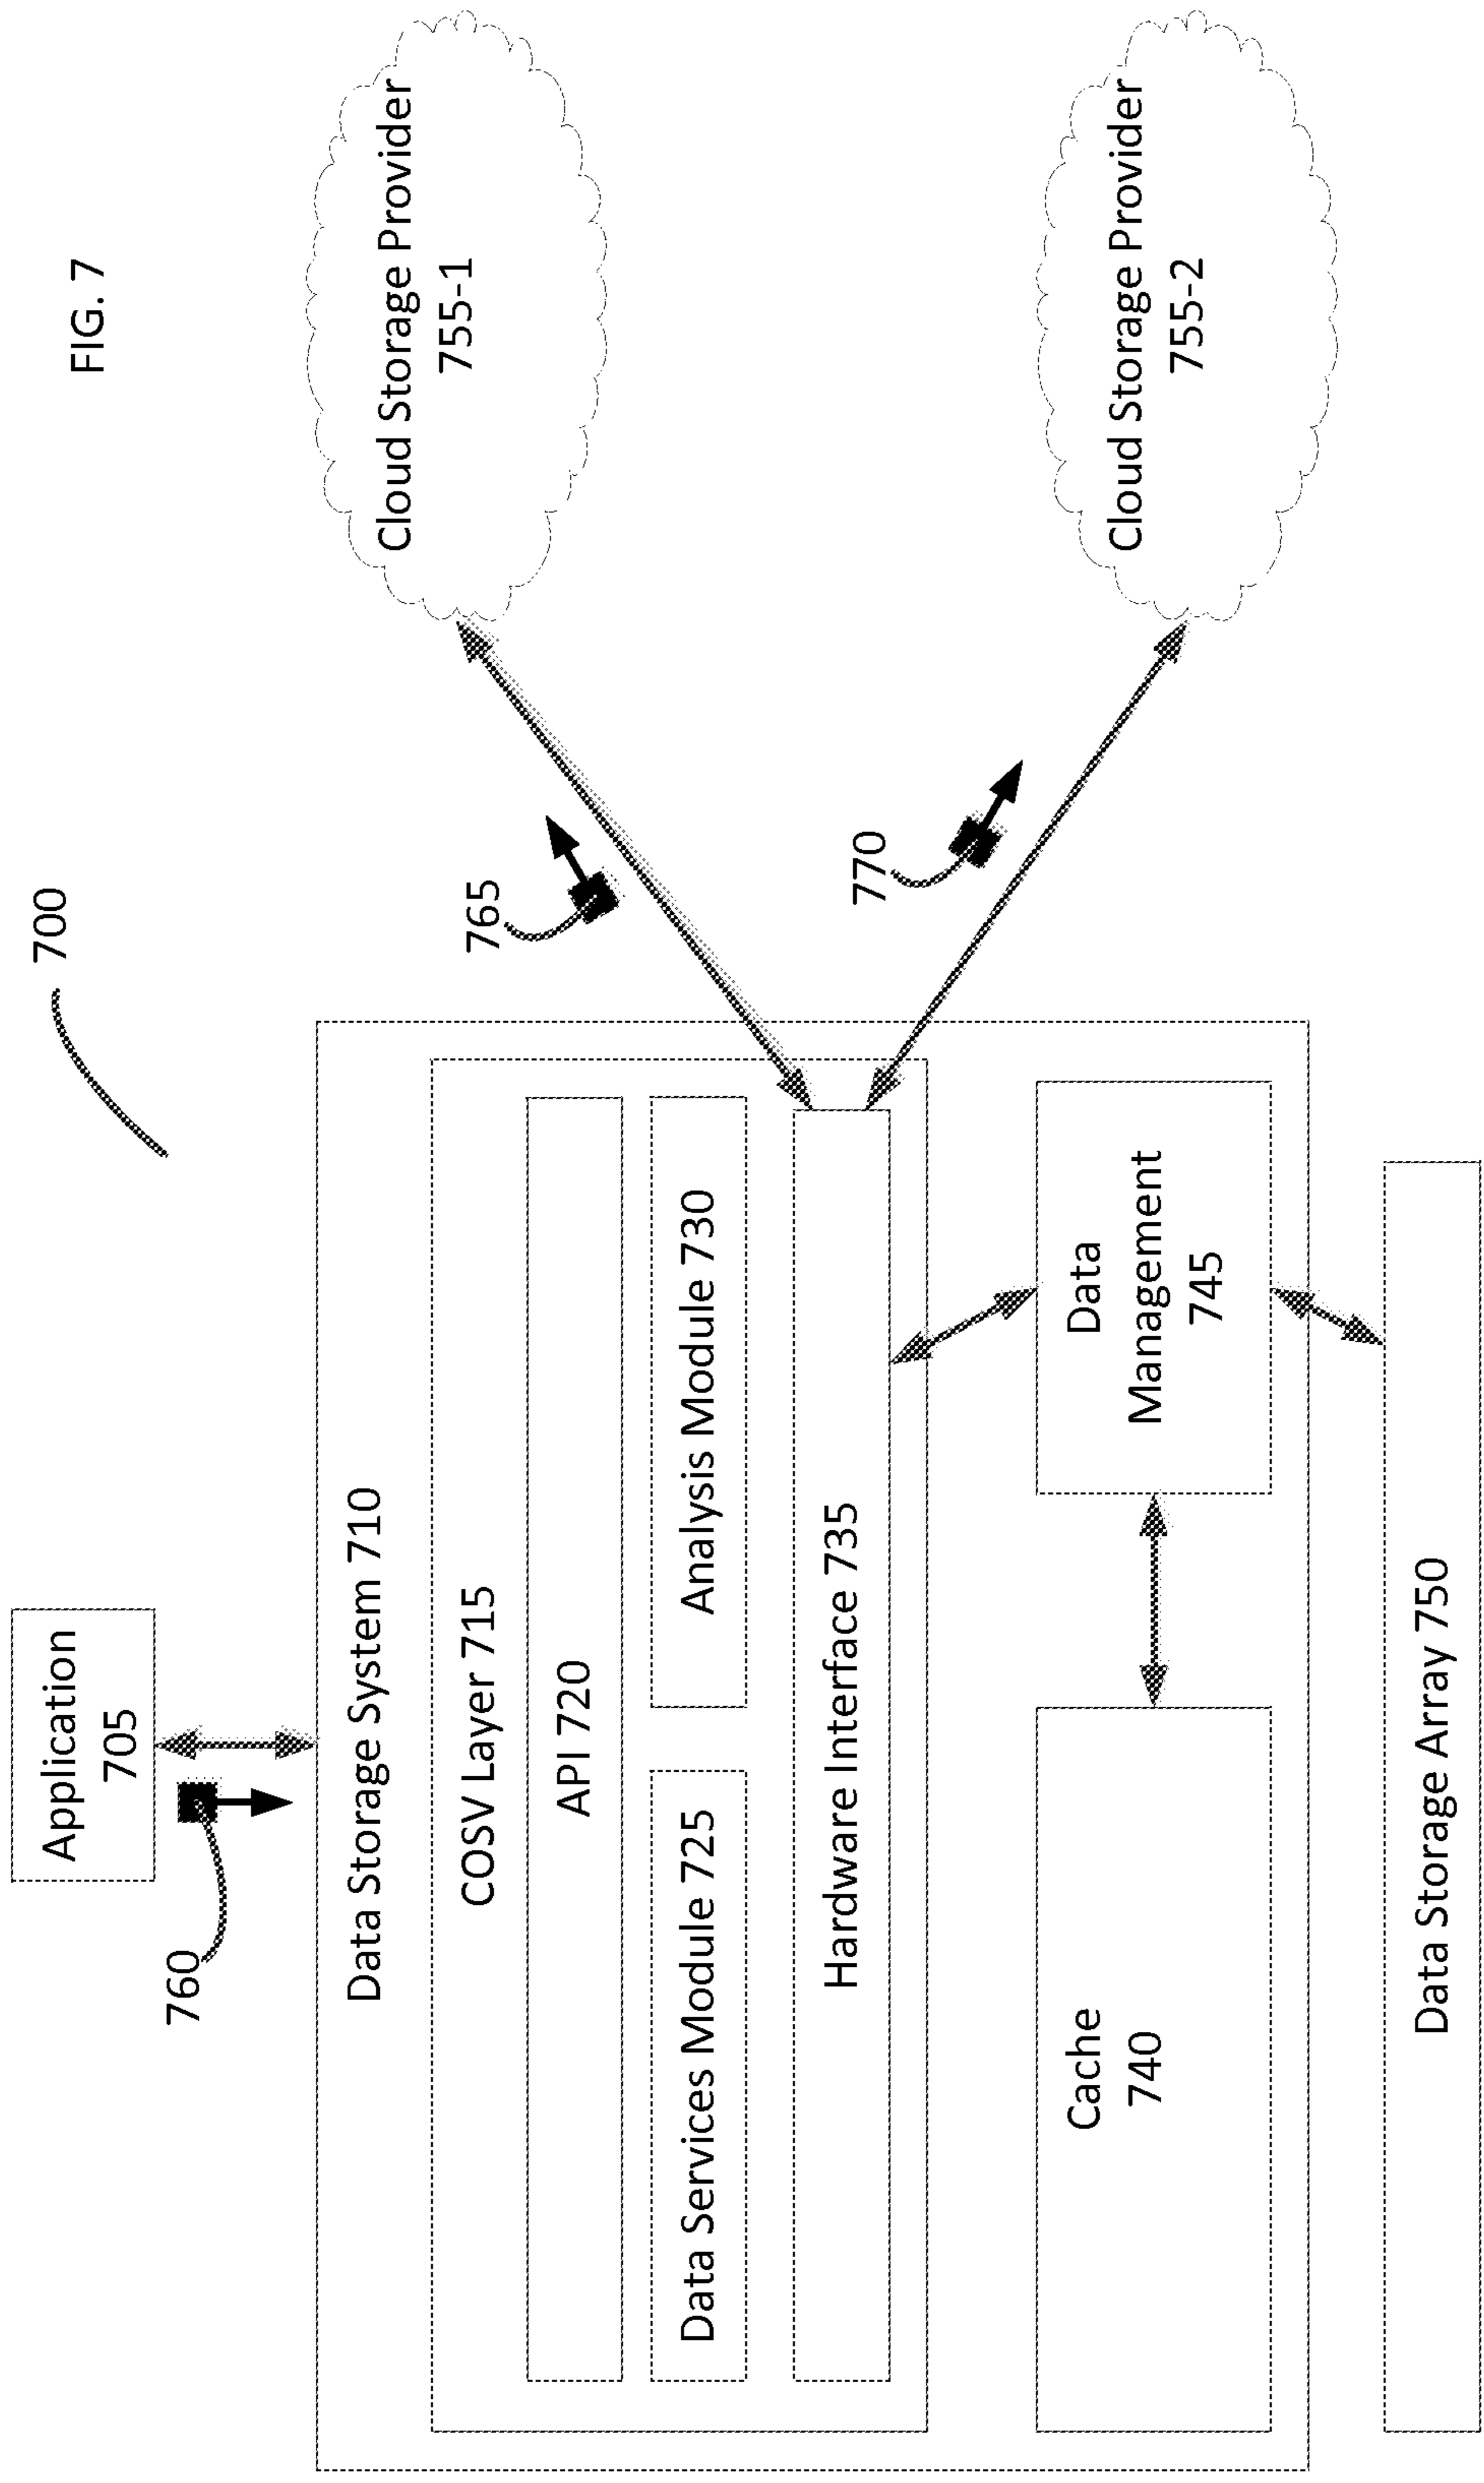 FIG. 7
700
Application
705
760
Data Storage System 710
COSV Layer 715
API 720
Data Services Module 725
Analysis Module 730
Hardware Interface 735
Cache
740
Data
Management
745
Data Storage Array 750
765
770
Cloud Storage Provider
755-1
Cloud Storage Provider
755-2